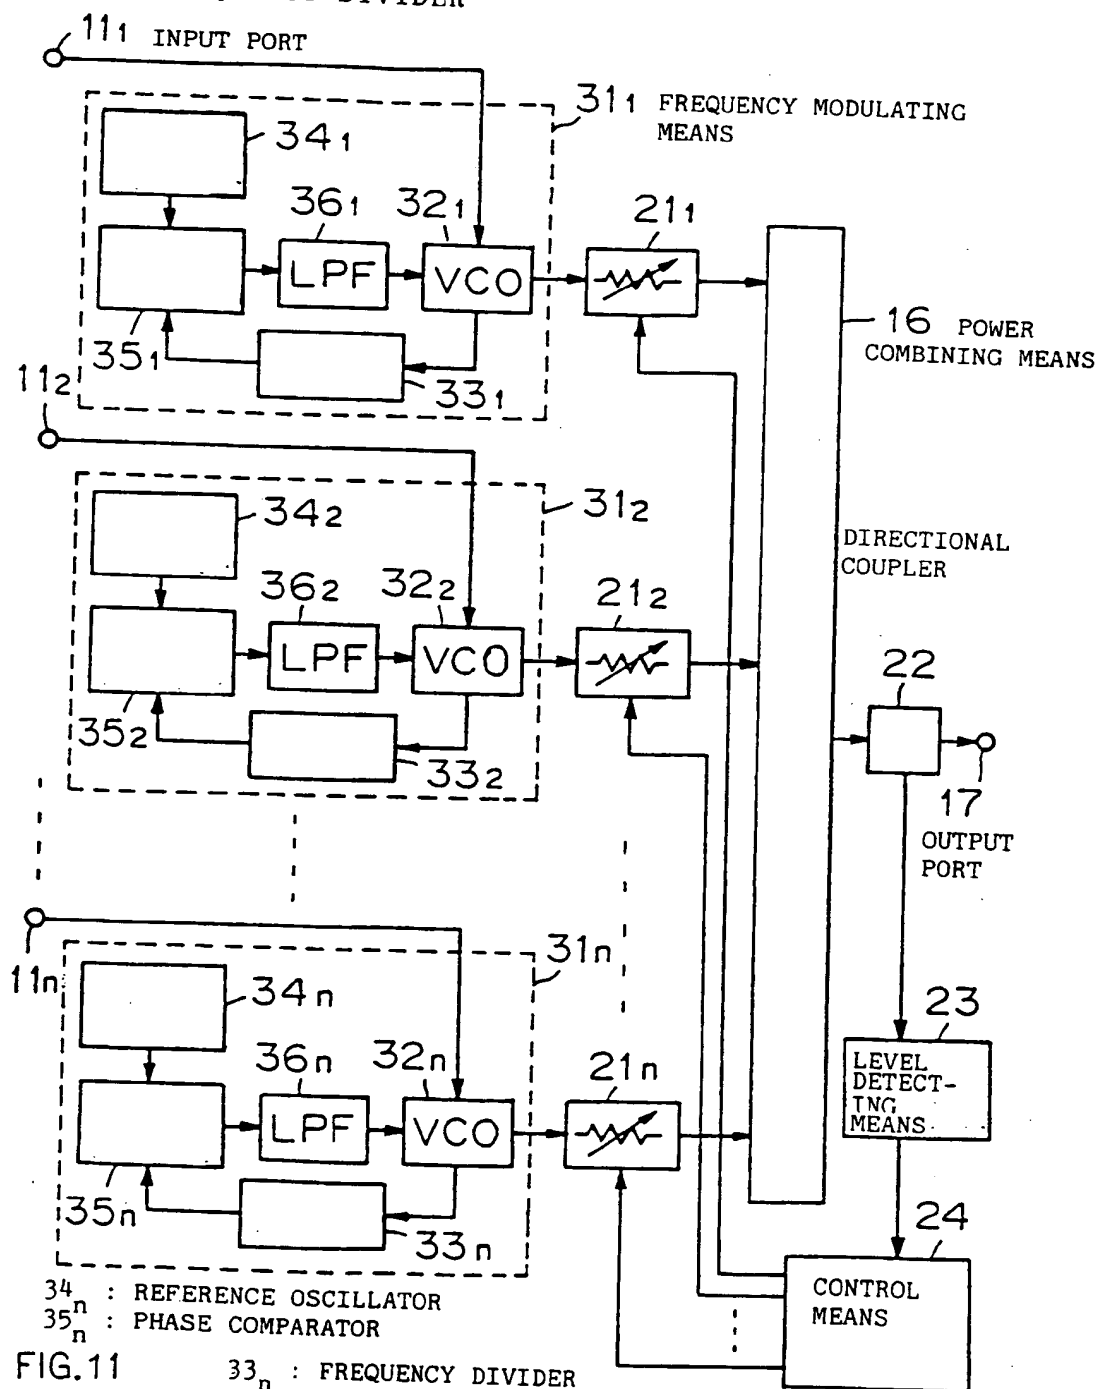 DIVIDER
11₁ INPUT PORT
31₁ FREQUENCY MODULATING
MEANS
34₁
36₁
32₁
21₁
LPF
VCO
16 POWER
COMBINING MEANS
35₁
33₁
11₂
34₂
31₂
DIRECTIONAL
COUPLER
36₂
32₂
21₂
LPF
VCO
22
35₂
33₂
17
OUTPUT
PORT
11n
34n
31n
23
LEVEL
DETECT-
TNG
MEANS
36n
32n
21n
LPF
VCO
35n
33n
24
CONTROL
MEANS
34n : REFERENCE OSCILLATOR
35n : PHASE COMPARATOR
FIG.11
33n : FREQUENCY DIVIDER